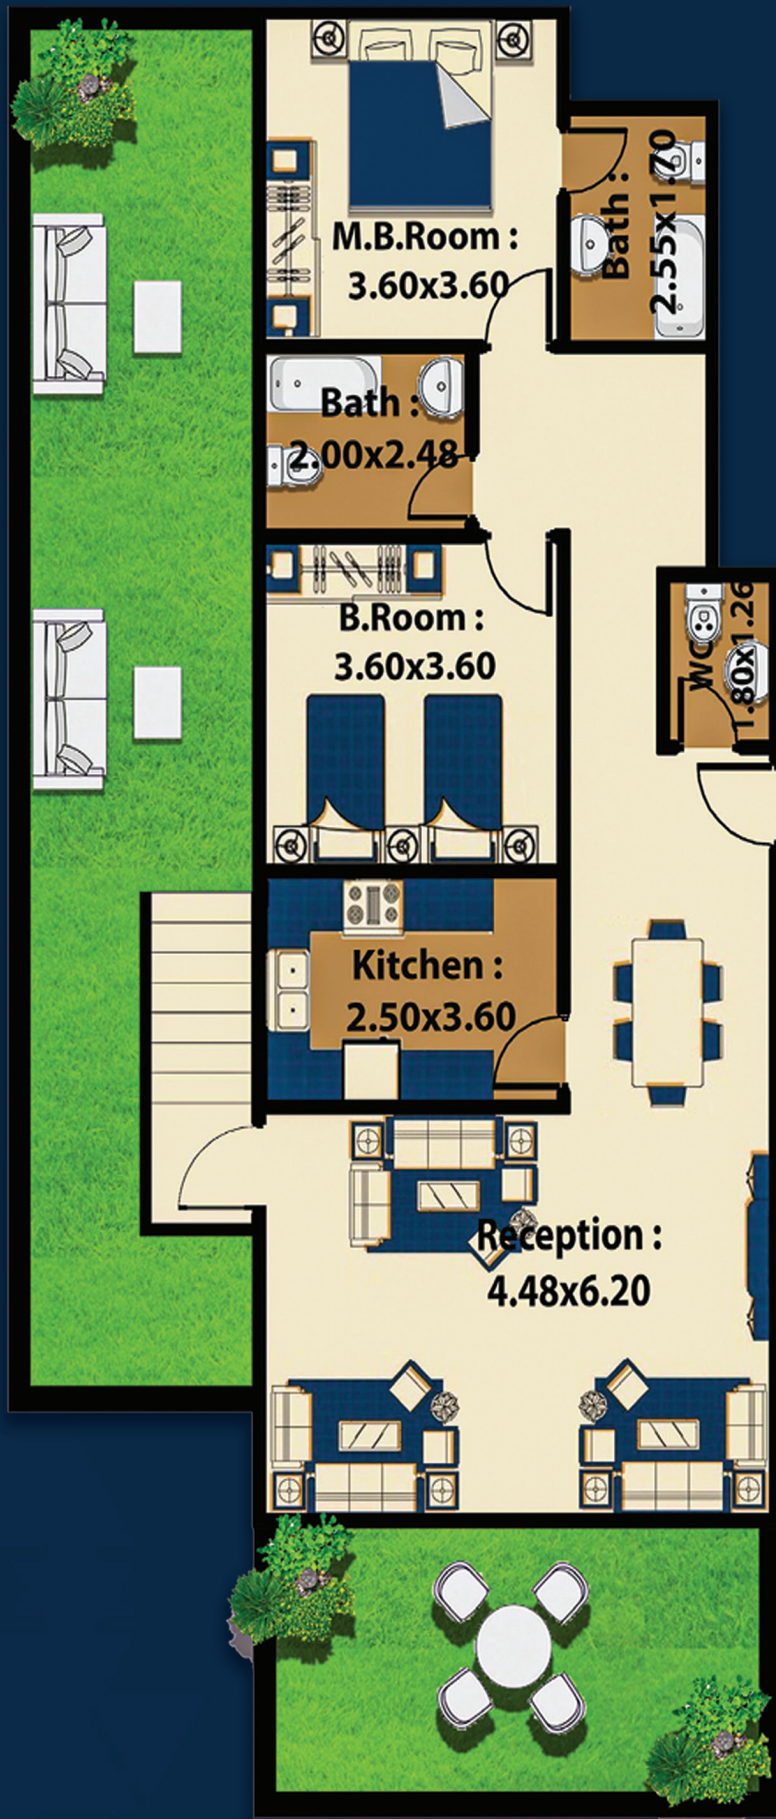 M.B.Room :
3.60x3.60
Bath :
2.55x1.70
Bath :
2.00x2.48
B.Room :
3.60x3.60
WC
1.80x1.26
Kitchen :
2.50x3.60
Reception :
4.48x6.20